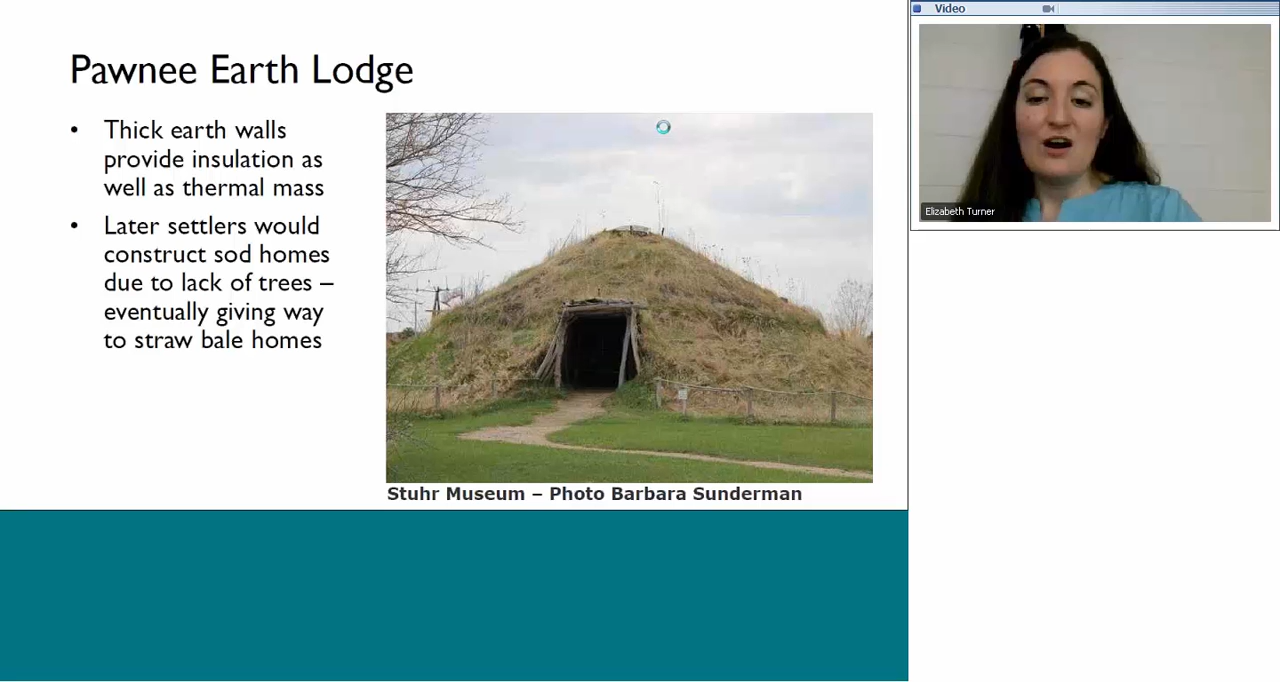 Pawnee Earth Lodge
• Thick earth walls
provide insulation as
well as thermal mass
• Later settlers would
construct sod homes
due to lack of trees –
eventually giving way
to straw bale homes
Stuhr Museum – Photo Barbara Sunderman
Video
Elizabeth Turner